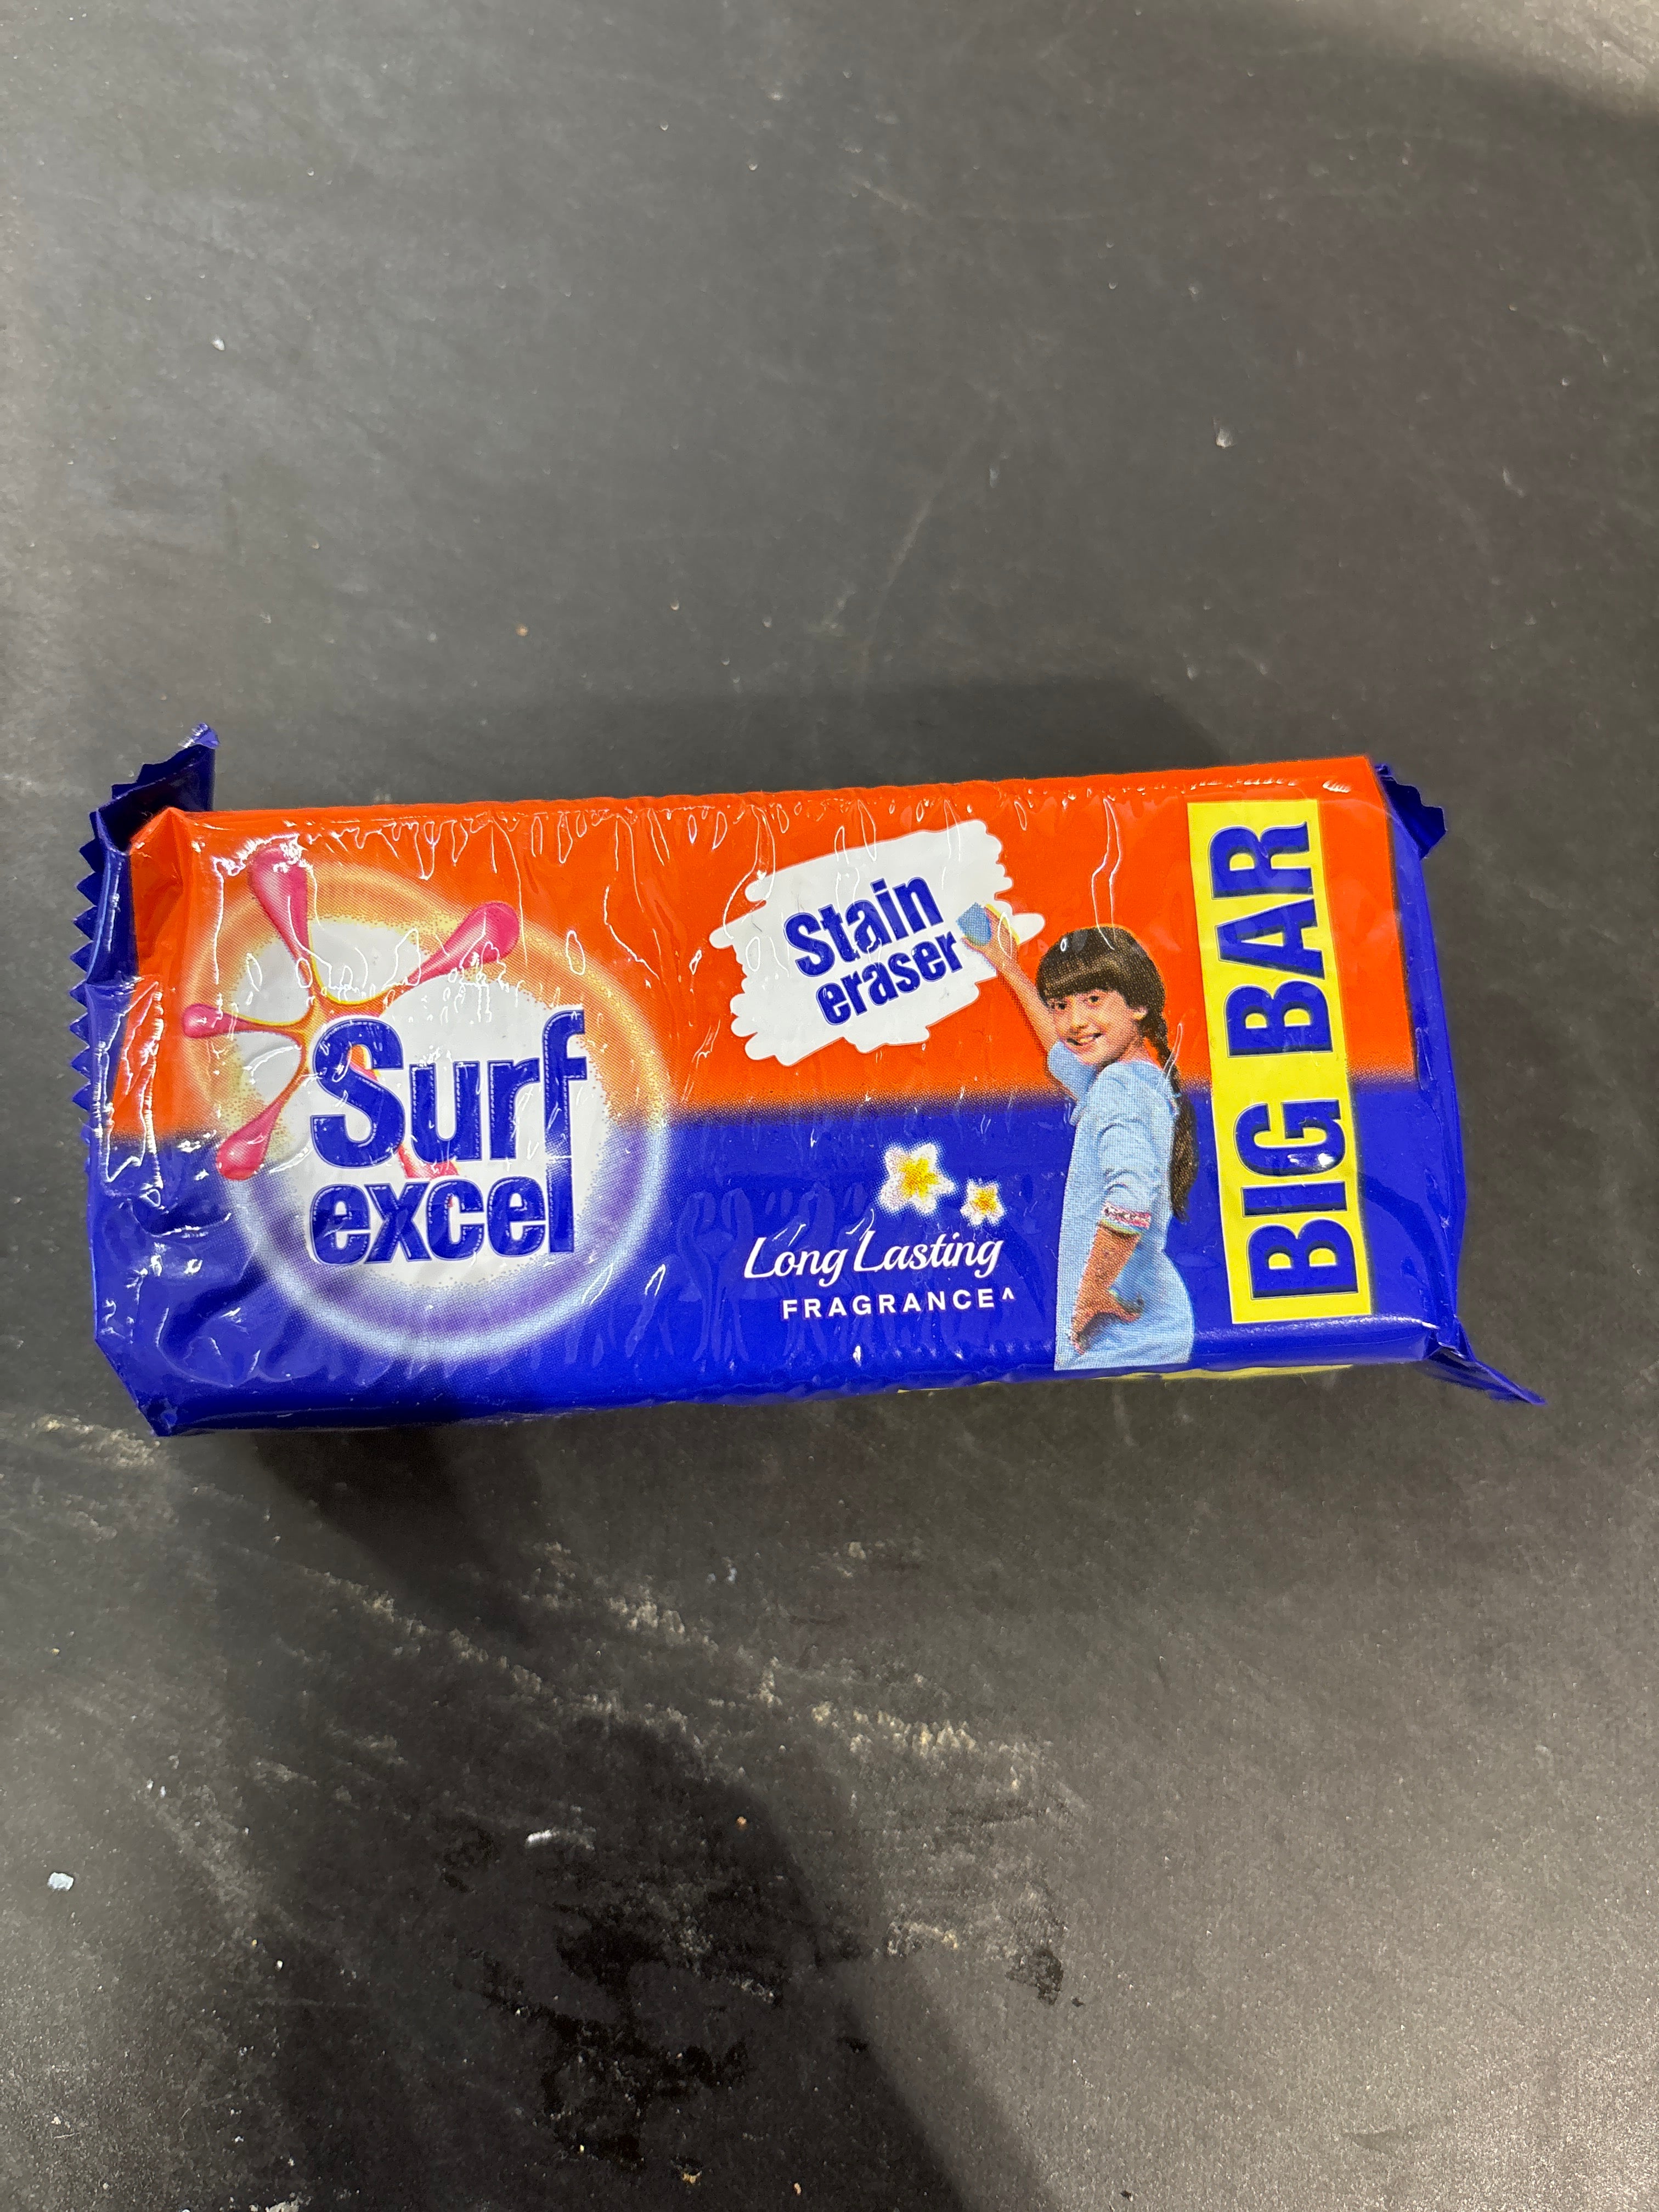 Surf
excel
Stain
eraser
Long Lasting
FRAGRANCE^
BIG BAR